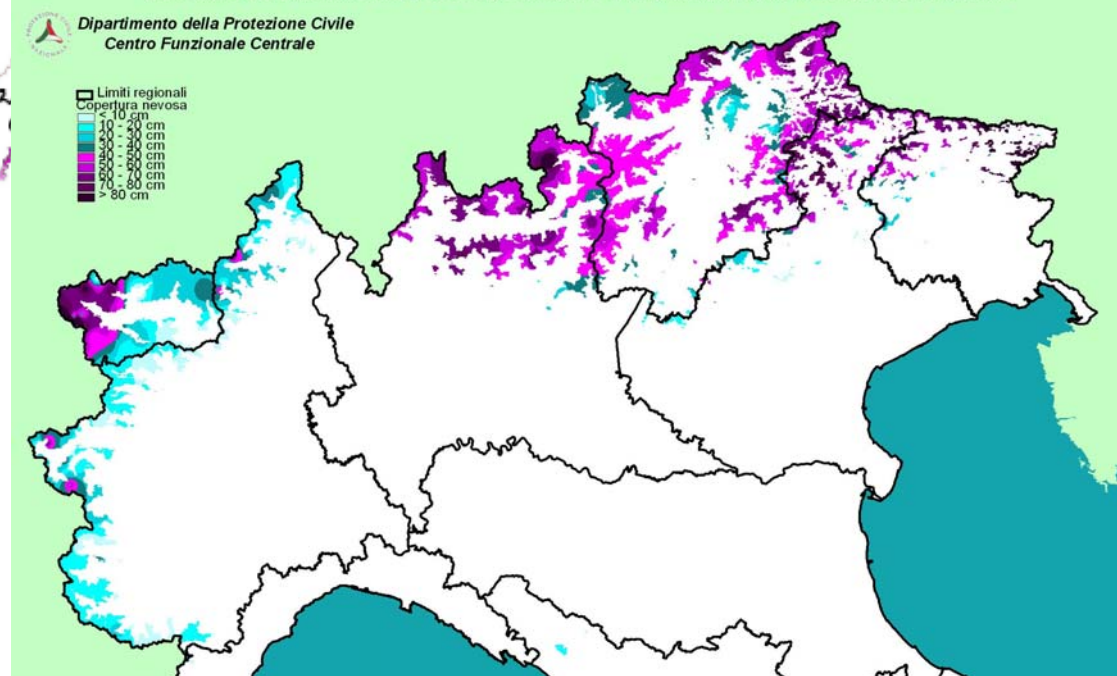 Dipartimento della Protezione Civile
Centro Funzionale Centrale
Limiti regionali
Copertura nevosa
< 10 cm
10 - 20 cm
20 - 30 cm
30 - 40 cm
40 - 50 cm
50 - 60 cm
60 - 70 cm
70 - 80 cm
> 80 cm